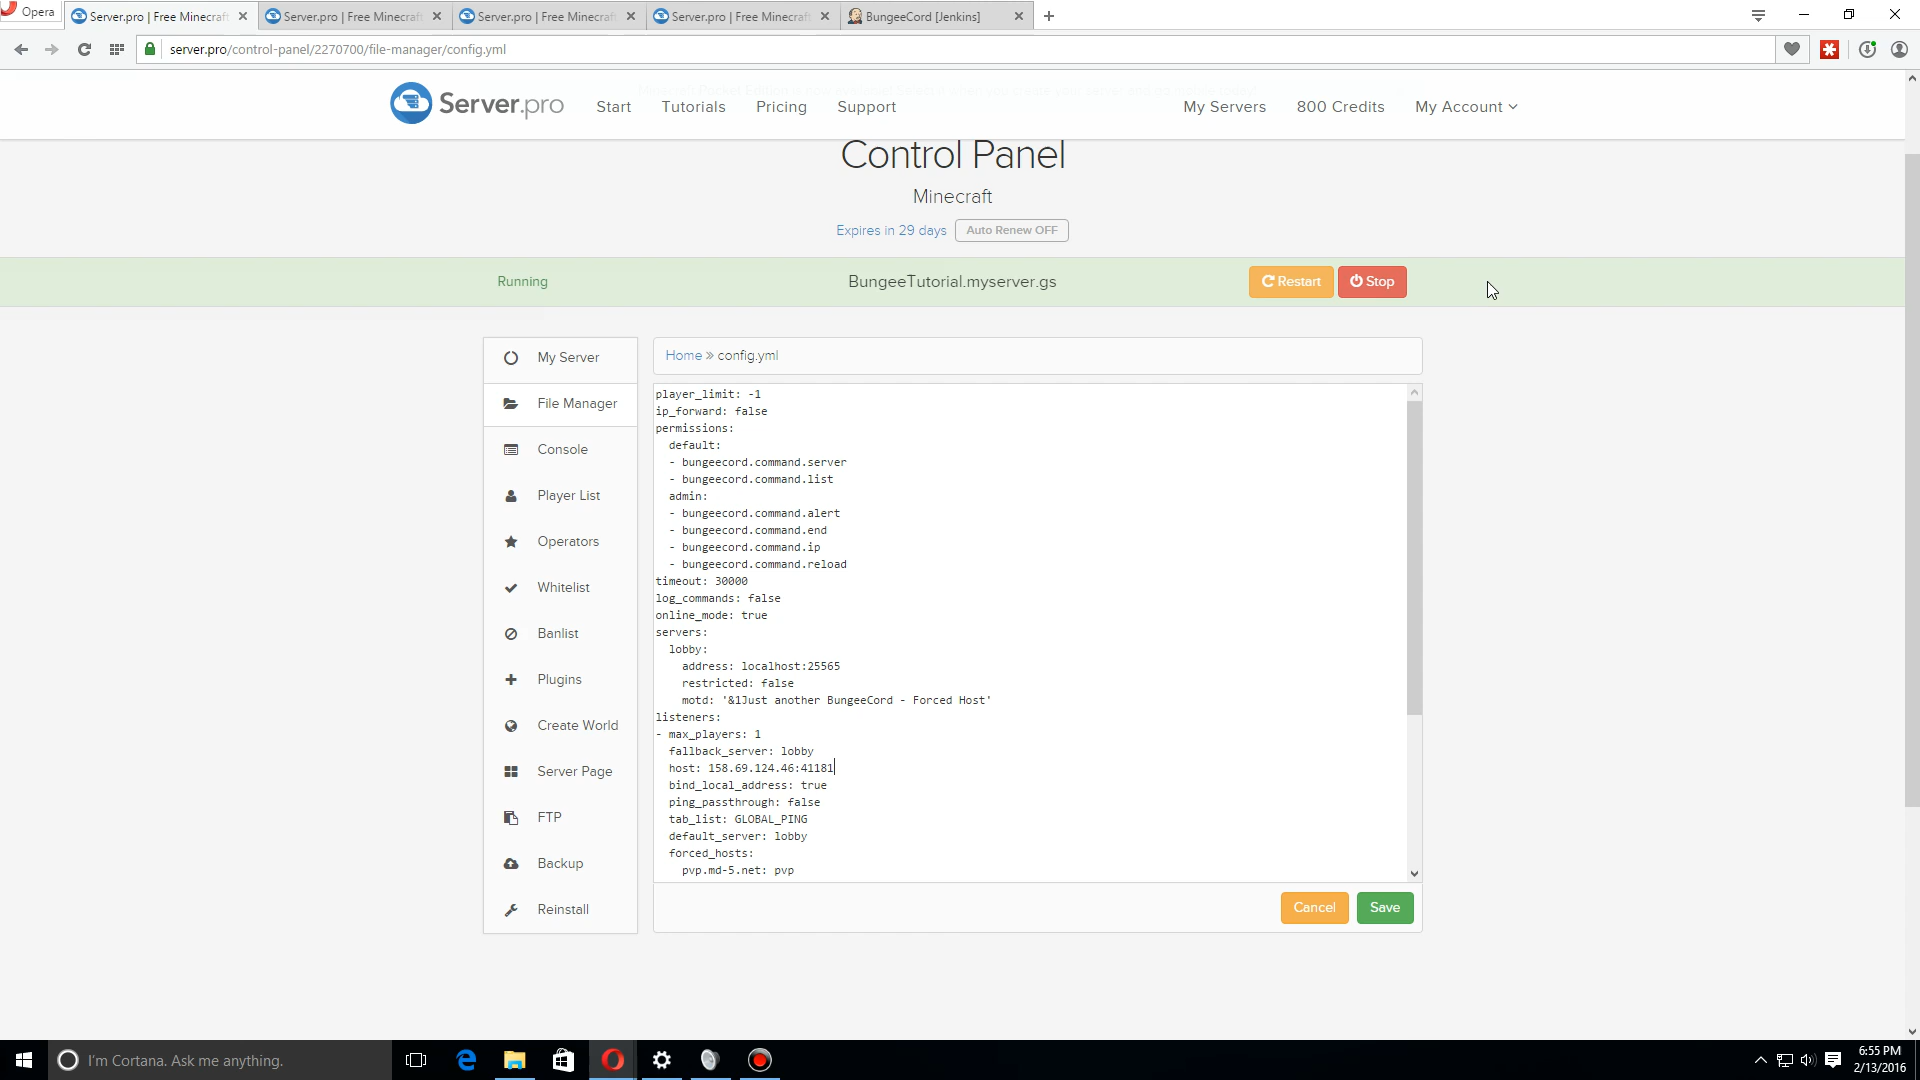 Opera
Server.pro | Free Minecraft
Server.pro | Free Minecraft
Server.pro | Free Minecraft
Server.pro | Free Minecraft
BungeeCord [Jenkins]
server.pro/control-panel/2270700/file-manager/config.yml
Server.pro
Start
Tutorials
Pricing
Support
My Servers
800 Credits
My Account
Control Panel
Minecraft
Expires in 29 days
Auto Renew OFF
Running
BungeeTutorial.myserver.gs
Restart
Stop
My Server
File Manager
Console
Player List
Operators
Whitelist
Banlist
Plugins
Create World
Server Page
FTP
Backup
Reinstall
Home » config.yml
player_limit: -1
ip_forward: false
permissions:
  default:
  - bungeecord.command.server
  - bungeecord.command.list
  admin:
  - bungeecord.command.alert
  - bungeecord.command.end
  - bungeecord.command.ip
  - bungeecord.command.reload
timeout: 30000
log_commands: false
online_mode: true
servers:
  lobby:
    address: localhost:25565
    restricted: false
    motd: '&1Just another BungeeCord - Forced Host'
listeners:
- max_players: 1
  fallback_server: lobby
  host: 158.69.124.46:41181
  bind_local_address: true
  ping_passthrough: false
  tab_list: GLOBAL_PING
  default_server: lobby
  forced_hosts:
    pvp.md-5.net: pvp
Cancel
Save
I'm Cortana. Ask me anything.
6:55 PM
2/13/2016